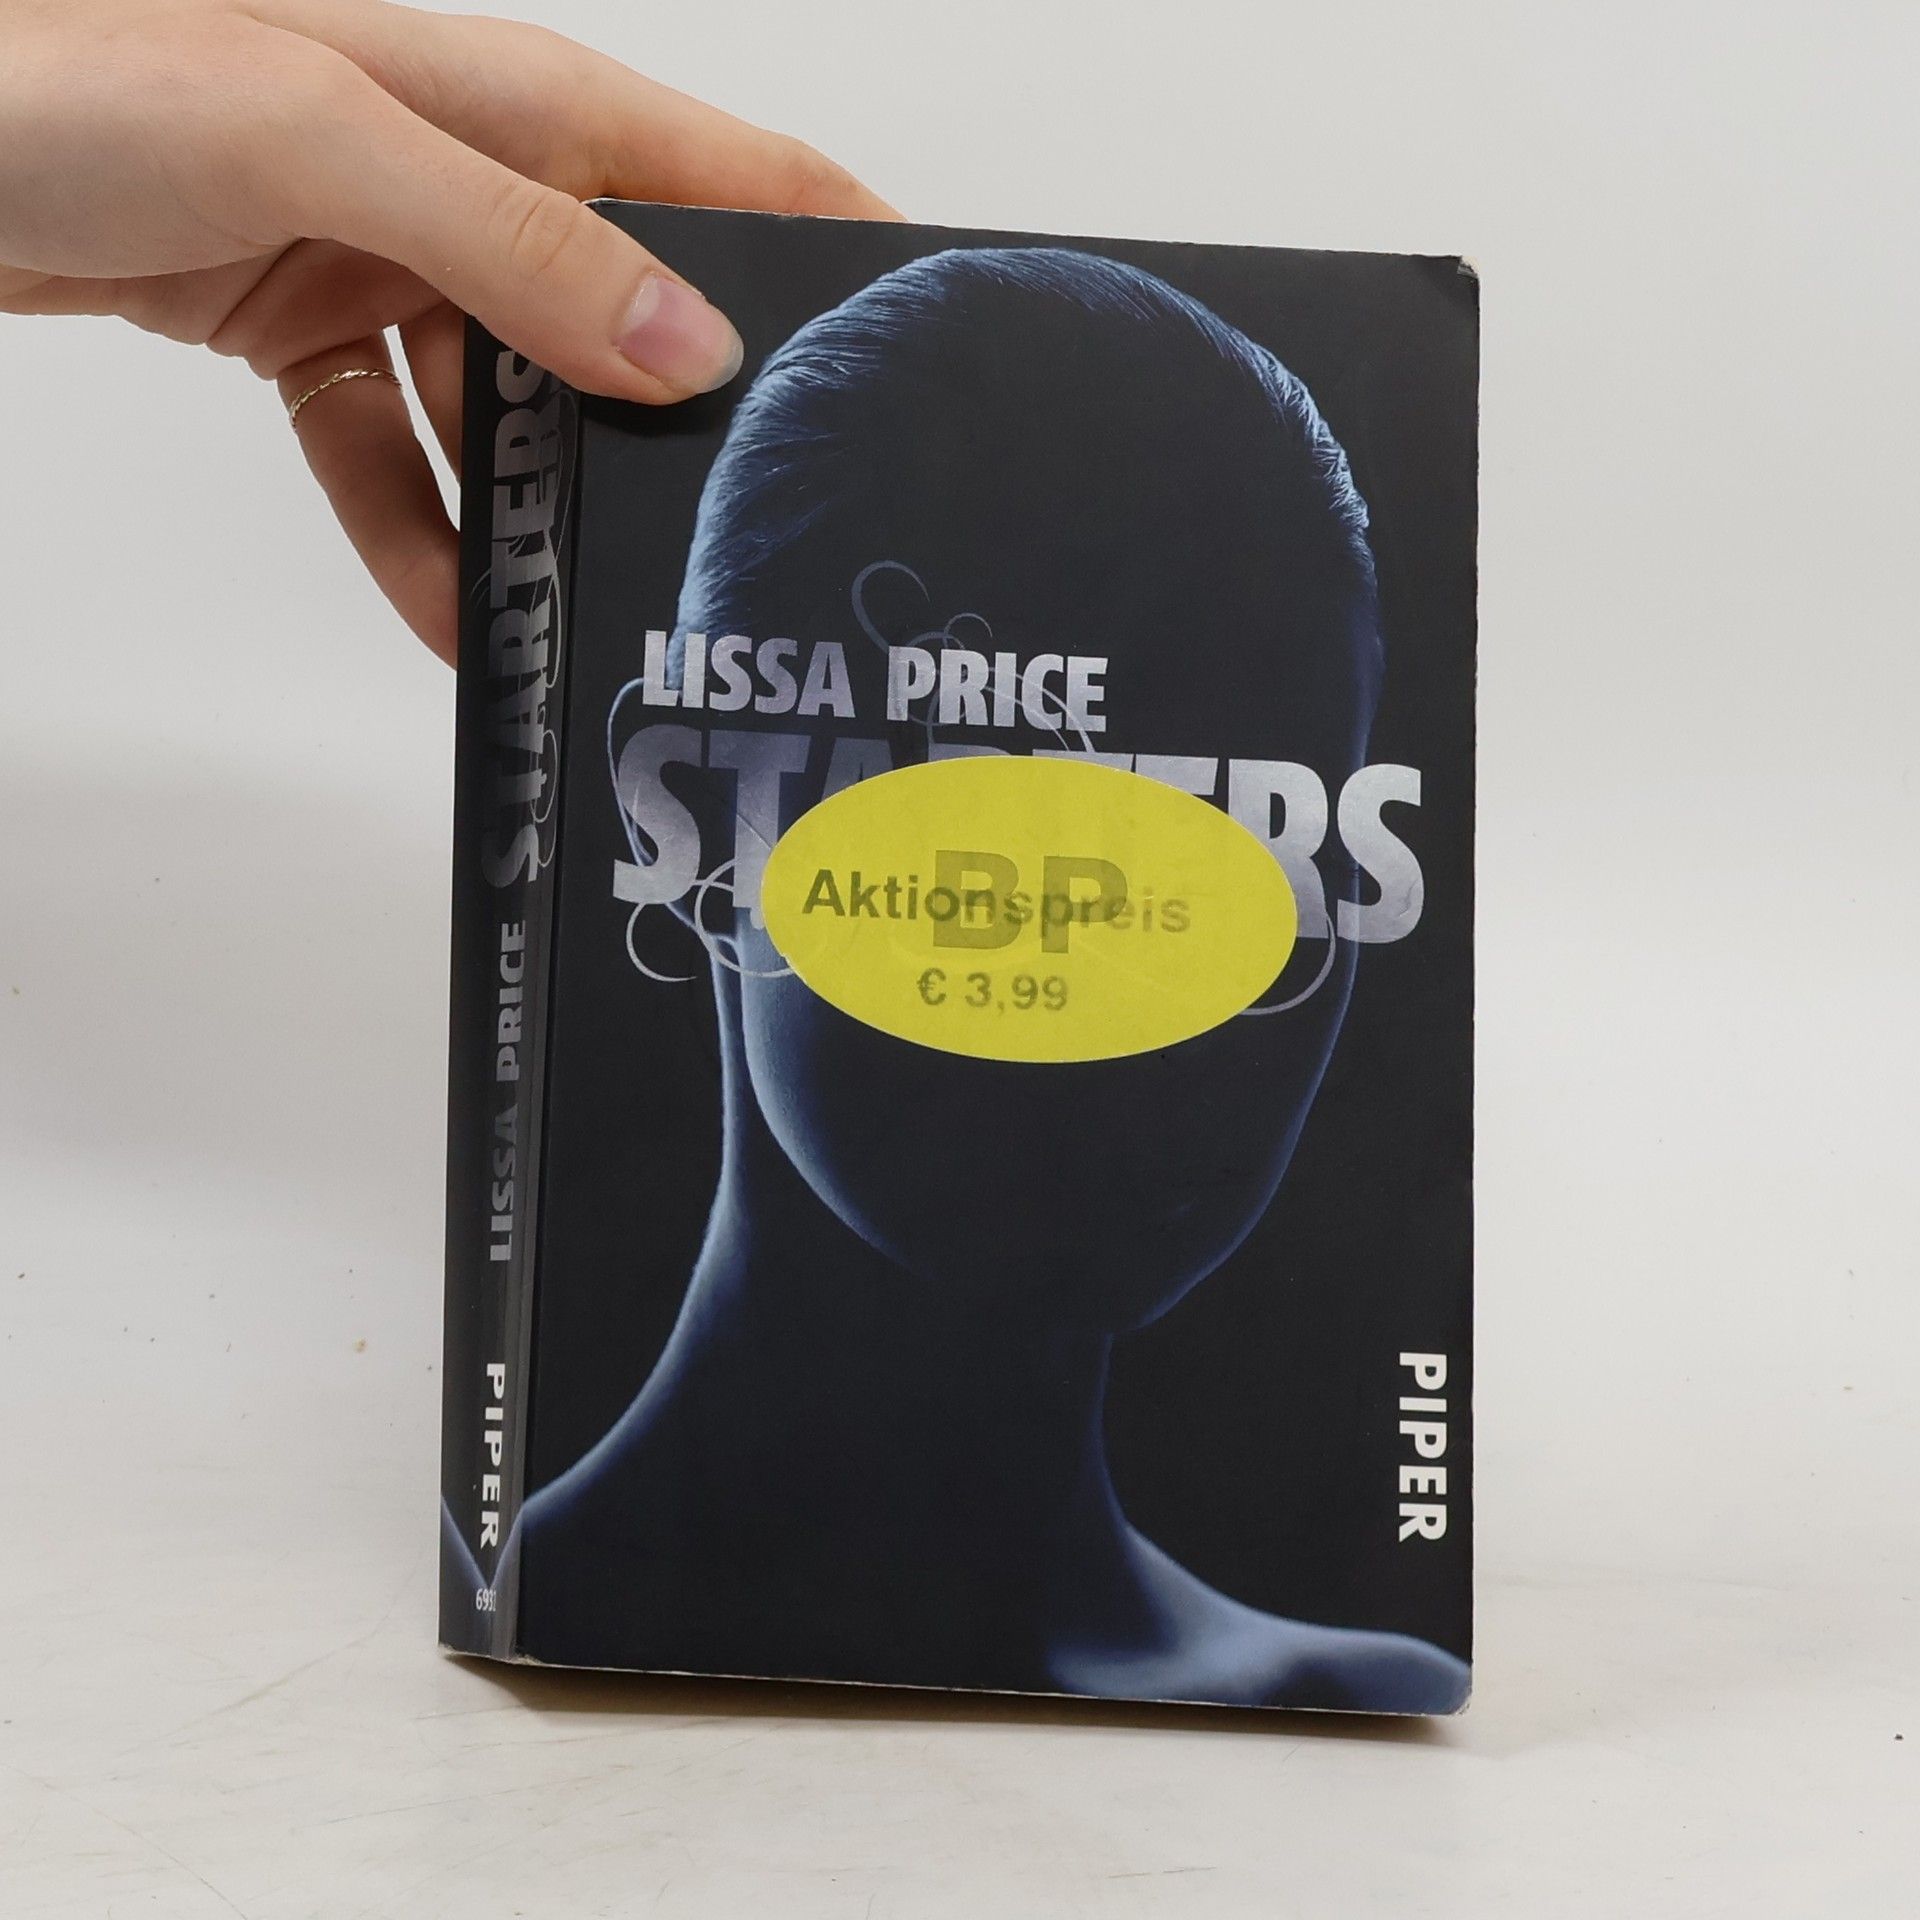 LISSA PRICE
STARTERS
BP
Aktionspreis
€ 3,99
PIPER
STARTERS
LISSA PRICE
PIPER